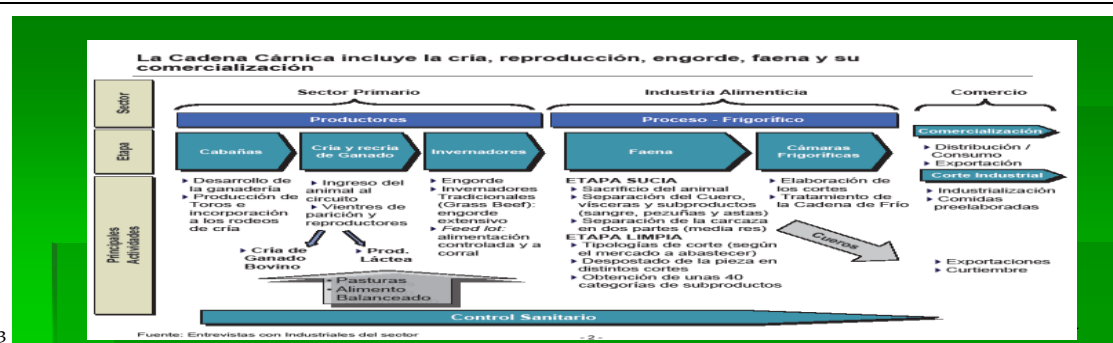 La Cadena Cárnica incluye la cria, reproducción, engorde, faena y su
comercialización
Sector
Sector Primario
Industria Alimenticia
Comercio
Productores
Proceso - Frigorífico
Etapa
Cabañas
Cria y recria
de Ganado
Invernadores
Faena
Cámaras
Frigoríficas
Comercialización
Distribución /
Consumo
Exportación
Corte Industrial
Industrialización
Comidas
preelaboradas
Principales
Actividades
Desarrollo de
la ganadería
Producción de
Toros e
incorporación
a los rodeos
de cría
Ingreso del
animal al
circuito
Vientres de
parición y
reproductores
Cria de
Ganado
Bovino
Prod.
Láctea
Engorde
Invernadores
Tradicionales
(Grass Beef):
engorde
extensivo
Feed lot:
alimentación
controlada y a
corral
ETAPA SUCIA
Sacrificio del animal
Separación del Cuero,
vísceras y subproductos
(sangre, pezuñas y astas)
Separación de la carcaza
en dos partes (media res)
ETAPA LIMPIA
Tipologías de corte (según
el mercado a abastecer)
Despostado de la pieza en
distintos cortes
Obtención de unas 40
categorías de subproductos
Elaboración de
los cortes
Tratamiento de
la Cadena de Frío
Cueros
Exportaciones
Curtiembre
- Pasturas
- Alimento
Balanceado
Control Sanitario
Fuente: Entrevistas con Industriales del sector
- 2 -
3